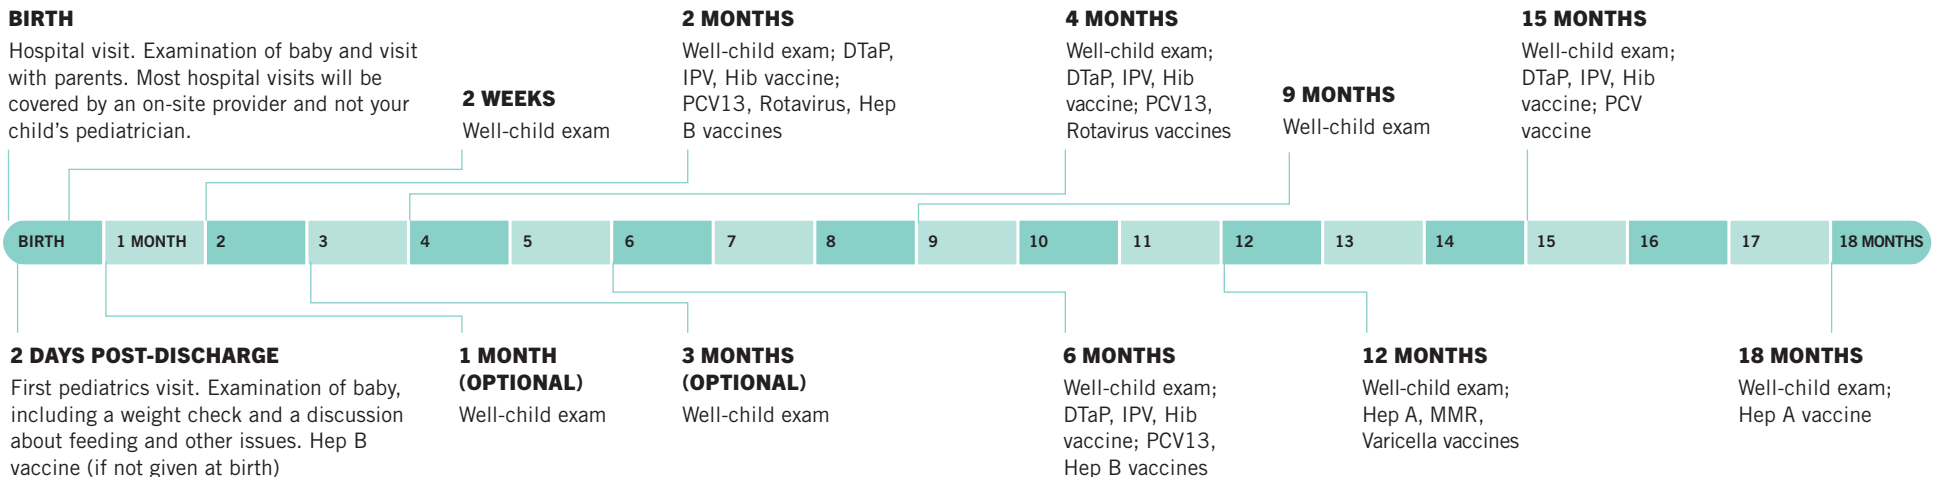 BIRTH
Hospital visit. Examination of baby and visit
with parents. Most hospital visits will be
covered by an on-site provider and not your
child's pediatrician.
2 WEEKS
Well-child exam
2 MONTHS
Well-child exam; DTaP,
IPV, Hib vaccine;
PCV13, Rotavirus, Hep
B vaccines
4 MONTHS
Well-child exam;
DTaP, IPV, Hib
vaccine; PCV13,
Rotavirus vaccines
9 MONTHS
Well-child exam
15 MONTHS
Well-child exam;
DTaP, IPV, Hib
vaccine; PCV
vaccine
BIRTH 1 MONTH 2 3 4 5 6 7 8 9 10 11 12 13 14 15 16 17 18 MONTHS
2 DAYS POST-DISCHARGE
First pediatrics visit. Examination of baby,
including a weight check and a discussion
about feeding and other issues. Hep B
vaccine (if not given at birth)
1 MONTH
(OPTIONAL)
Well-child exam
3 MONTHS
(OPTIONAL)
Well-child exam
6 MONTHS
Well-child exam;
DTaP, IPV, Hib
vaccine; PCV13,
Hep B vaccines
12 MONTHS
Well-child exam;
Hep A, MMR,
Varicella vaccines
18 MONTHS
Well-child exam;
Hep A vaccine